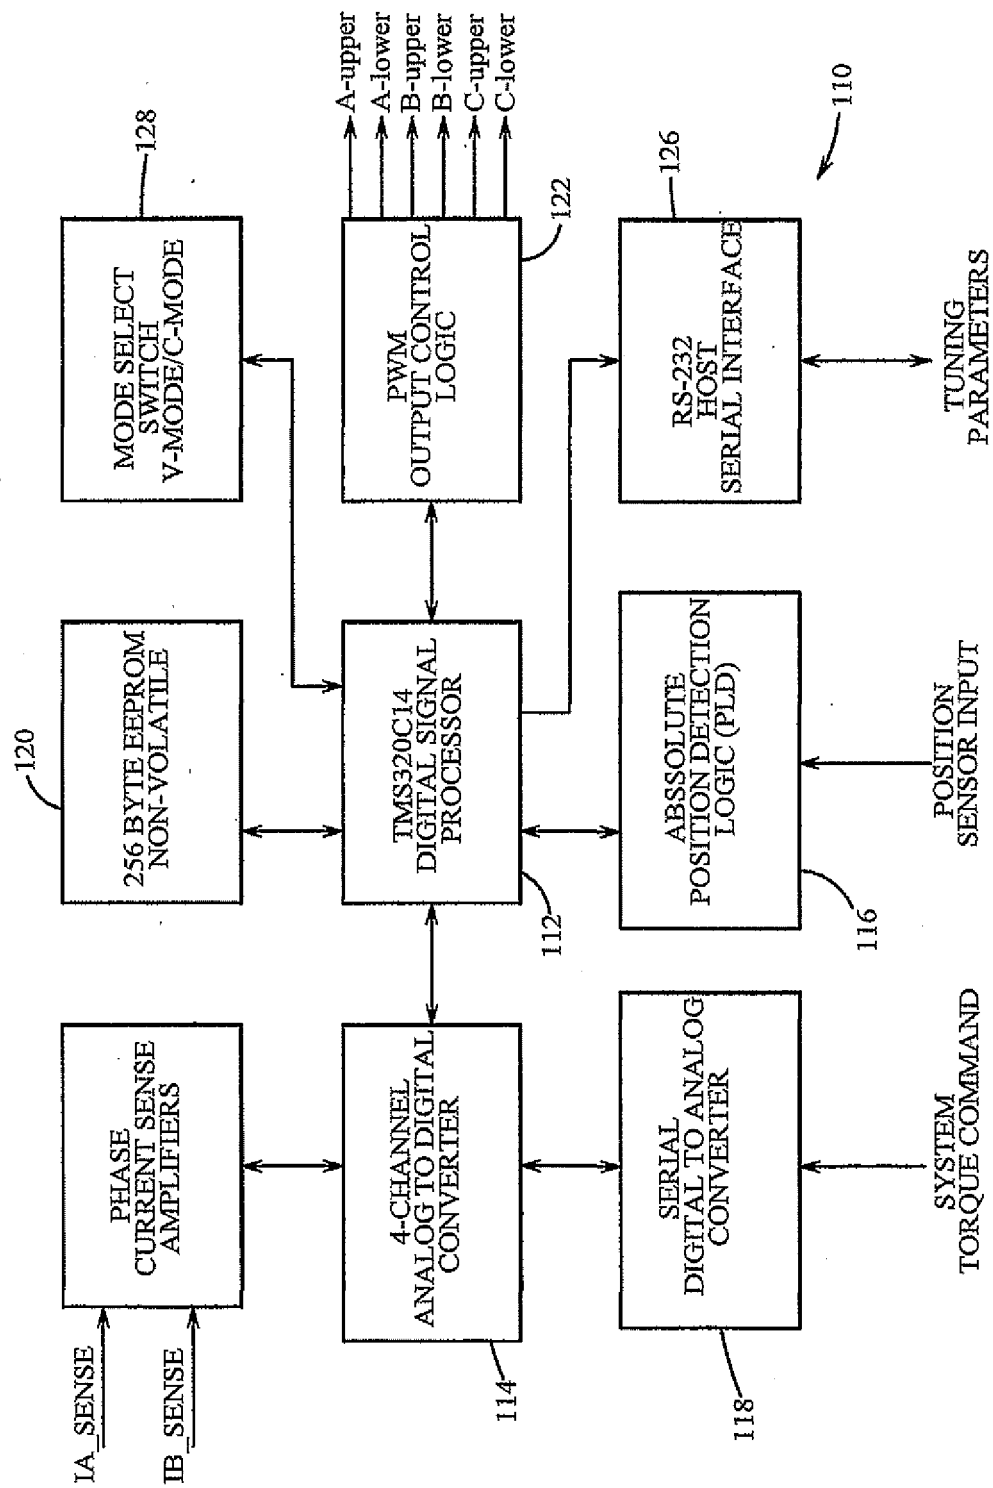 IA_SENSE
IB_SENSE
PHASE
CURRENT SENSE
AMPLIFIERS
120
256 BYTE EEPROM
NON-VOLATILE
128
MODE SELECT
SWITCH
V-MODE/C-MODE
4-CHANNEL
ANALOG TO DIGITAL
CONVERTER
114
TMS320C14
DIGITAL SIGNAL
PROCESSOR
112
PWM
OUTPUT CONTROL
LOGIC
122
A-upper
A-lower
B-upper
B-lower
C-upper
C-lower
SERIAL
DIGITAL TO ANALOG
CONVERTER
118
ABSSOLUTE
POSITION DETECTION
LOGIC (PLD)
116
RS-232
HOST
SERIAL INTERFACE
126
110
SYSTEM
TORQUE COMMAND
POSITION
SENSOR INPUT
TUNING
PARAMETERS